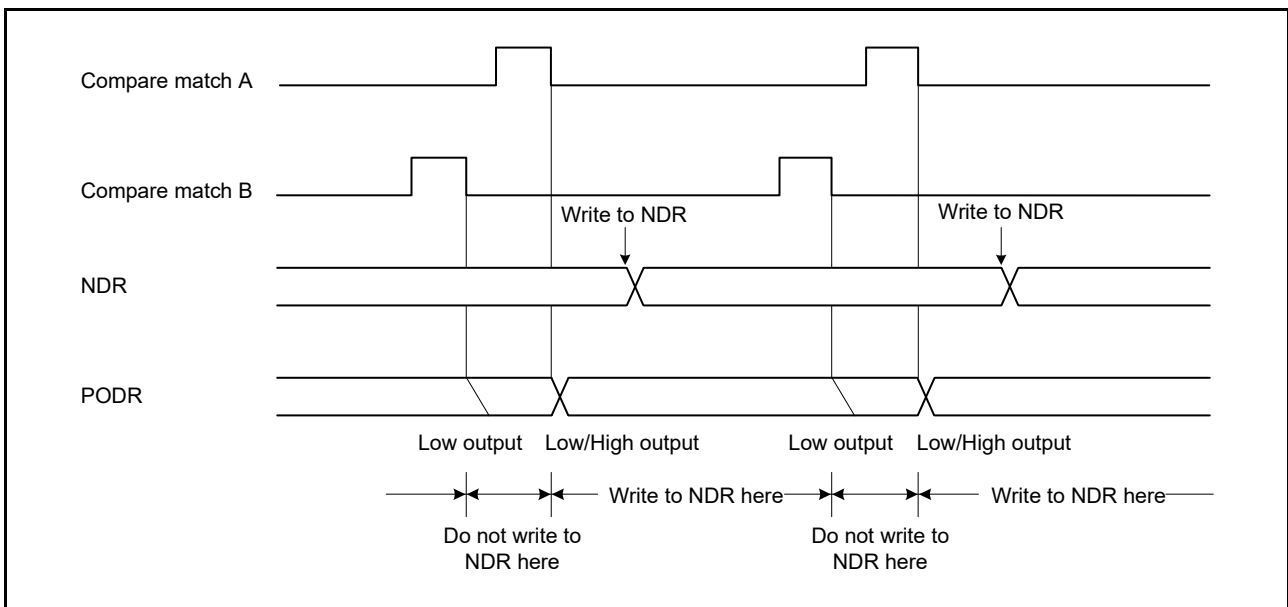 Compare match A
Compare match B
Write to NDR
Write to NDR
NDR
PODR
Low output
Low/High output
Low output
Low/High output
Write to NDR here
Write to NDR here
Do not write to
NDR here
Do not write to
NDR here